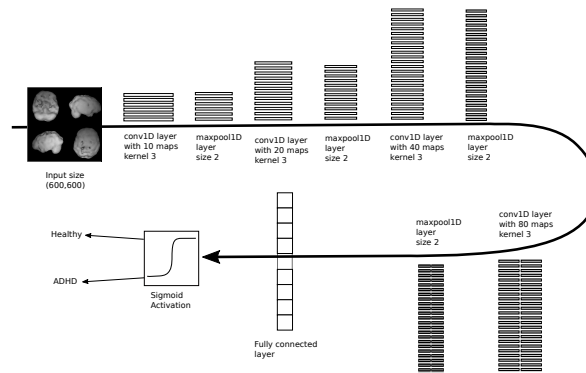 Input size
(600,600)
conv1D layer
with 10 maps
kernel 3
maxpool1D
layer
size 2
conv1D layer
with 20 maps
kernel 3
maxpool1D
layer
size 2
conv1D layer
with 40 maps
kernel 3
maxpool1D
layer
size 2
conv1D layer
with 80 maps
kernel 3
maxpool1D
layer
size 2
Fully connected
layer
Sigmoid
Activation
Healthy
ADHD